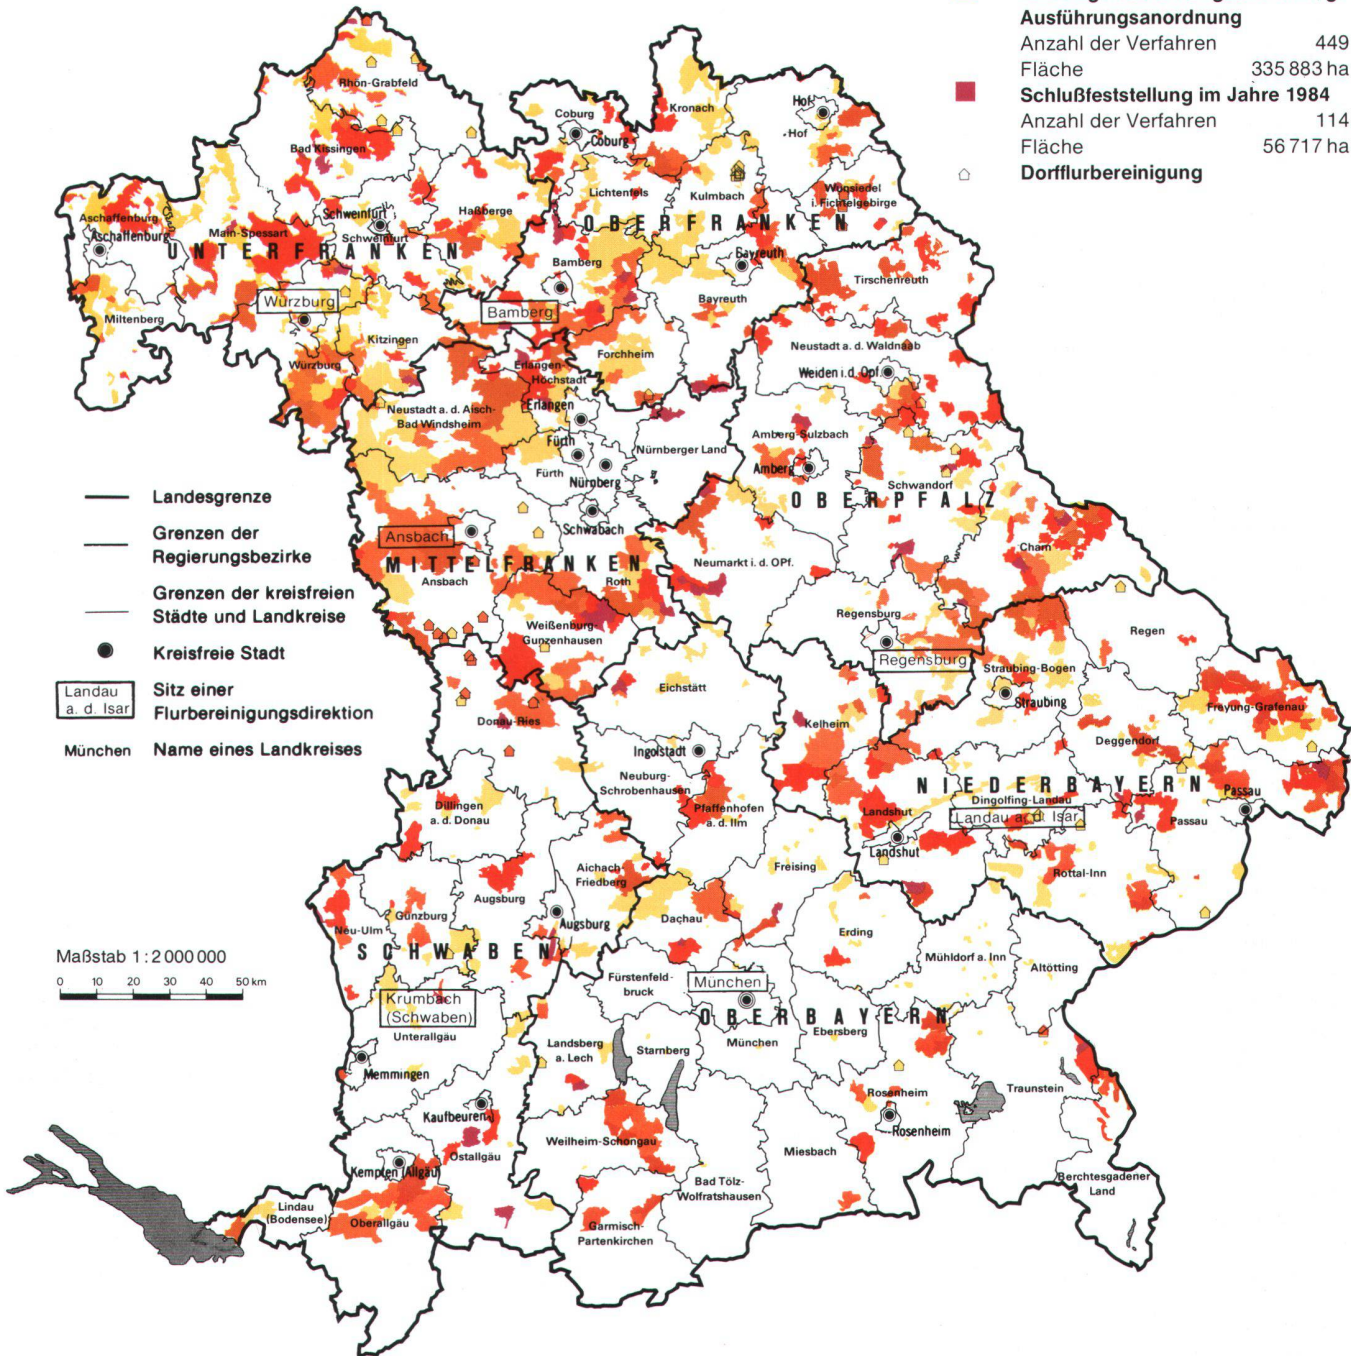 Ausführungsanordnung
Anzahl der Verfahren 449
Fläche 335 883 ha
Schlußfeststellung im Jahre 1984
Anzahl der Verfahren 114
Fläche 56 717 ha
Dorfflurbereinigung
Rhön-Grabfeld
Bad Kissingen
Coburg
Coburg
Kronach
Hof
Hof
Lichtenfels
Kulmbach
Wunsiedel
i. Fichtelgebirge
Aschaffenburg
Aschaffenburg
Main-Spessart
Schweinfurt
Schweinfurt
Haßberge
UNTERFRANKEN
OBERFRANKEN
Bamberg
Bamberg
Bayreuth
Bayreuth
Tirschenreuth
Miltenberg
Würzburg
Würzburg
Kitzingen
Forchheim
Erlangen-
Höchstadt
Erlangen
Neustadt a. d. Waldnaab
Weiden i. d. Opf.
Neustadt a. d. Aisch-
Bad Windsheim
Fürth
Fürth
Nürnberg
Nürnberger Land
Amberg-Sulzbach
Amberg
Schwandorf
OBERPFALZ
Schwabach
Ansbach
Ansbach
MITTELFRANKEN
Roth
Neumarkt i. d. OPf.
Cham
Weißenburg-
Gunzenhausen
Regensburg
Regensburg
Regen
Straubing-Bogen
Straubing
Landesgrenze
Grenzen der
Regierungsbezirke
Grenzen der kreisfreien
Städte und Landkreise
Kreisfreie Stadt
Landau
a. d. Isar
Sitz einer
Flurbereinigungsdirektion
München
Name eines Landkreises
Eichstätt
Donau-Ries
Kelheim
Freyung-Grafenau
Deggendorf
Ingolstadt
Neuburg-
Schrobenhausen
Pfaffenhofen
a. d. Ilm
NIEDERBAYERN
Dingolfing-Landau
Landau a. d. Isar
Landshut
Landshut
Passau
Passau
Rottal-Inn
Dillingen
a. d. Donau
Aichach-
Friedberg
Augsburg
Augsburg
Günzburg
Neu-Ulm
SCHWABEN
Freising
Dachau
Erding
Mühldorf a. Inn
Altötting
Maßstab 1 : 2 000 000
0 10 20 30 40 50 km
Krumbach
(Schwaben)
Unterallgäu
Fürstenfeld-
bruck
München
OBERBAYERN
München
Ebersberg
Landsberg
a. Lech
Starnberg
Memmingen
Kaufbeuren
Ostallgäu
Weilheim-Schongau
Rosenheim
Rosenheim
Traunstein
Miesbach
Bad Tölz-
Wolfratshausen
Berchtesgadener
Land
Kempten (Allgäu)
Lindau
(Bodensee)
Oberallgäu
Garmisch-
Partenkirchen